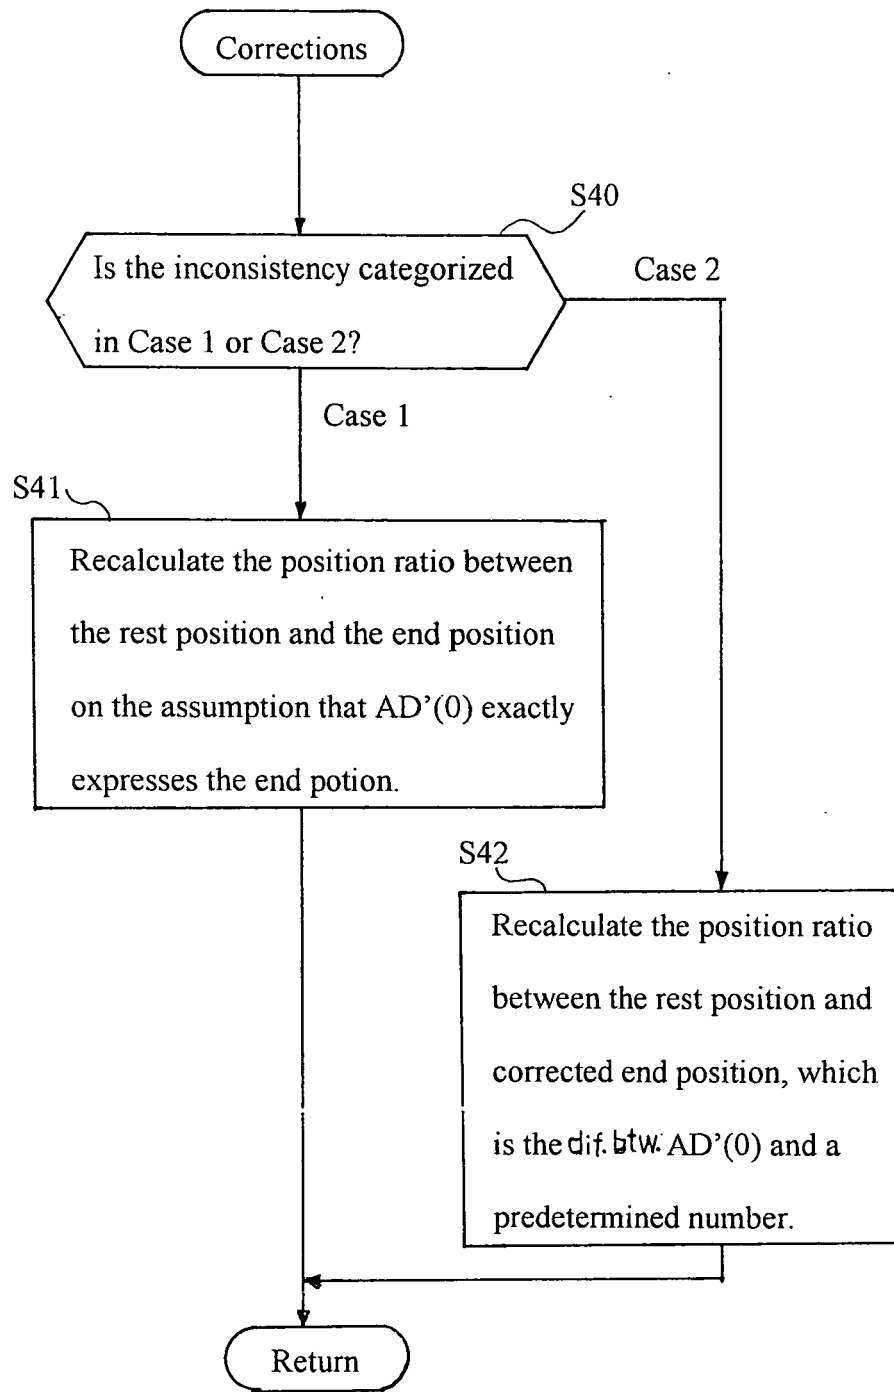 Corrections
S40
Is the inconsistency categorized
in Case 1 or Case 2?
Case 2
Case 1
S41
Recalculate the position ratio between
the rest position and the end position
on the assumption that AD’(0) exactly
expresses the end potion.
S42
Recalculate the position ratio
between the rest position and
corrected end position, which
is the dif. btw. AD’(0) and a
predetermined number.
Return